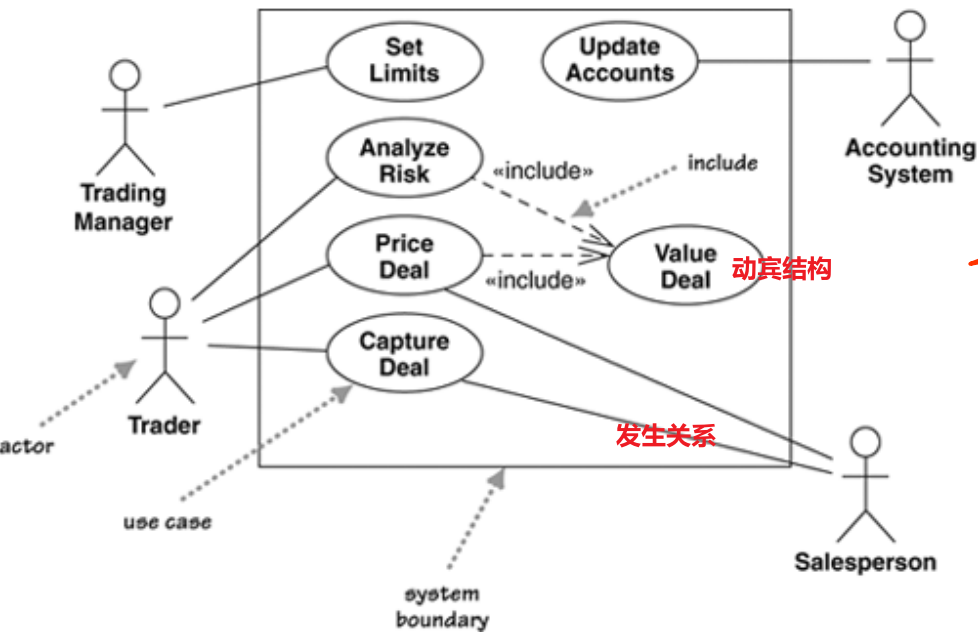 Set
Limits
Update
Accounts
Trading
Manager
Accounting
System
Analyze
Risk
«include»
include
Price
Deal
«include»
Value
Deal
动宾结构
Capture
Deal
Trader
actor
发生关系
use case
system
boundary
Salesperson